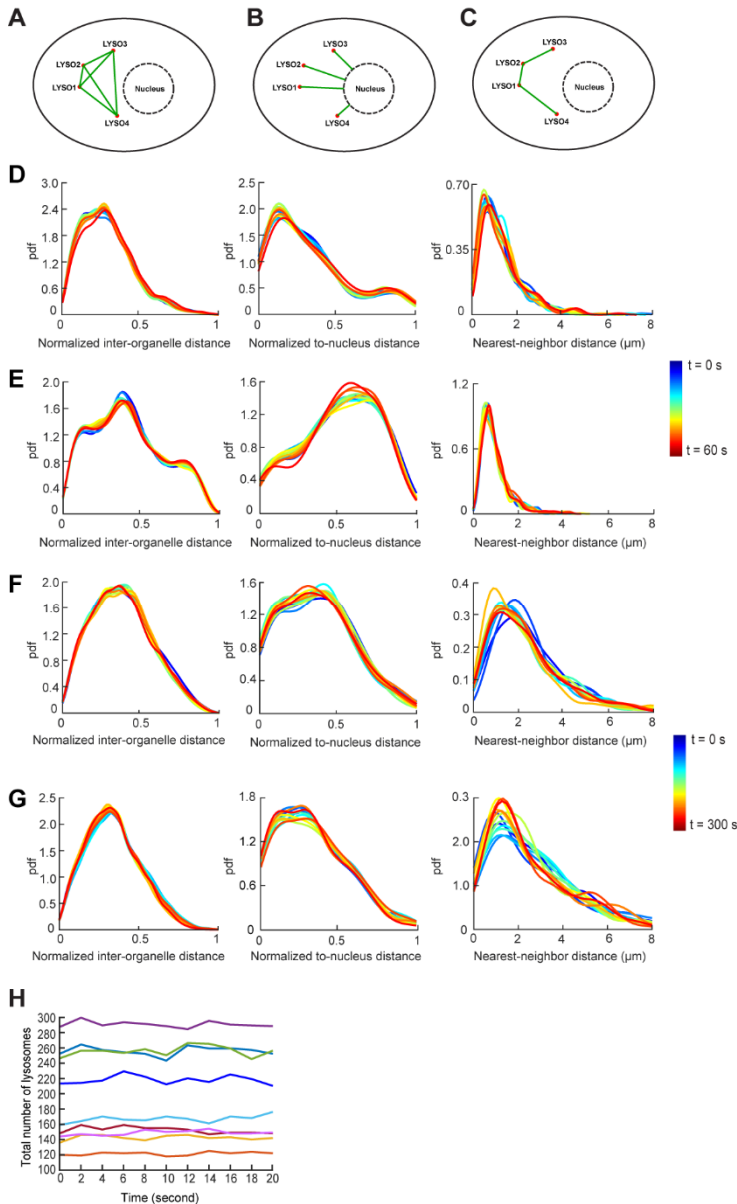 A
B
C
LYSO3
LYSO2
LYSO1
LYSO4
Nucleus
LYSO3
LYSO2
LYSO1
LYSO4
Nucleus
LYSO3
LYSO2
LYSO1
LYSO4
Nucleus
D
pdf
3.0
2.4
1.8
1.2
0.6
0
0 0.5 1
Normalized inter-organelle distance
pdf
2.5
2.0
1.5
1.0
0.5
0
0 0.5 1
Normalized to-nucleus distance
pdf
0.70
0.35
0
0 2 4 6 8
Nearest-neighbor distance (µm)
E
pdf
2.0
1.6
1.2
0.8
0.4
0
0 0.5 1
Normalized inter-organelle distance
pdf
1.6
1.2
0.8
0.4
0
0 0.5 1
Normalized to-nucleus distance
pdf
1.2
0.6
0
0 2 4 6 8
Nearest-neighbor distance (µm)
t = 0 s
t = 60 s
F
pdf
2.0
1.6
1.2
0.8
0.4
0
0 0.5 1
Normalized inter-organelle distance
pdf
1.6
1.2
0.8
0.4
0
0 0.5 1
Normalized to-nucleus distance
pdf
0.4
0.3
0.2
0.1
0
0 2 4 6 8
Nearest-neighbor distance (µm)
G
pdf
2.5
2.0
1.5
1.0
0.5
0
0 0.5 1
Normalized inter-organelle distance
pdf
1.8
1.2
0.6
0
0 0.5 1
Normalized to-nucleus distance
pdf
0.3
2.0
1.0
0
0 2 4 6 8
Nearest-neighbor distance (µm)
t = 0 s
t = 300 s
H
Total number of lysosomes
300
280
260
240
220
200
180
160
140
120
100
0 2 4 6 8 10 12 14 16 18 20
Time (second)